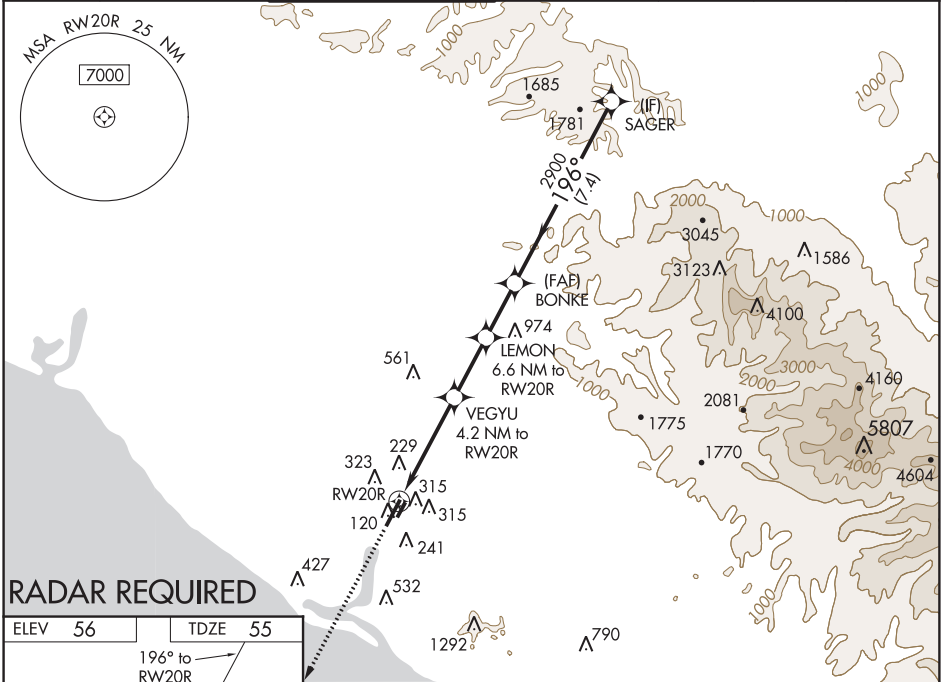 MSA RW20R 25 NM
7000
1000
1685
1781
(IF)
SAGER
1000
2900
196°
(7.4)
2000
1000
3045
3123
1586
4100
(FAF)
BONKE
974
LEMON
6.6 NM to
RW20R
561
1000
3000
2000
4160
VEGYU
4.2 NM to
RW20R
1775
2081
5807
1770
4000
4604
229
323
RW20R
315
120
315
241
427
532
1000
1292
790
RADAR REQUIRED
ELEV 56
TDZE 55
196° to
RW20R